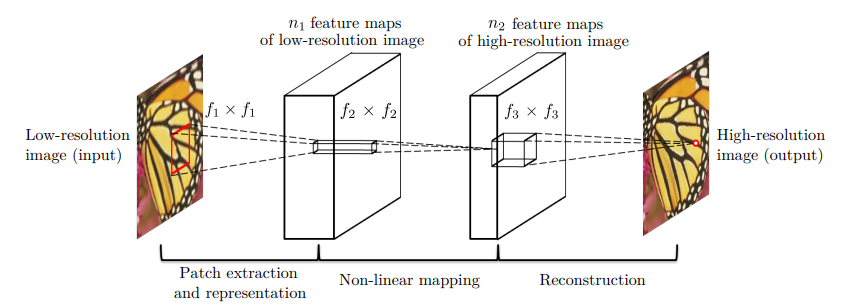 n₁ feature maps
of low-resolution image
n₂ feature maps
of high-resolution image
f₁ × f₁
f₂ × f₂
f₃ × f₃
Low-resolution
image (input)
High-resolution
image (output)
Patch extraction
and representation
Non-linear mapping
Reconstruction